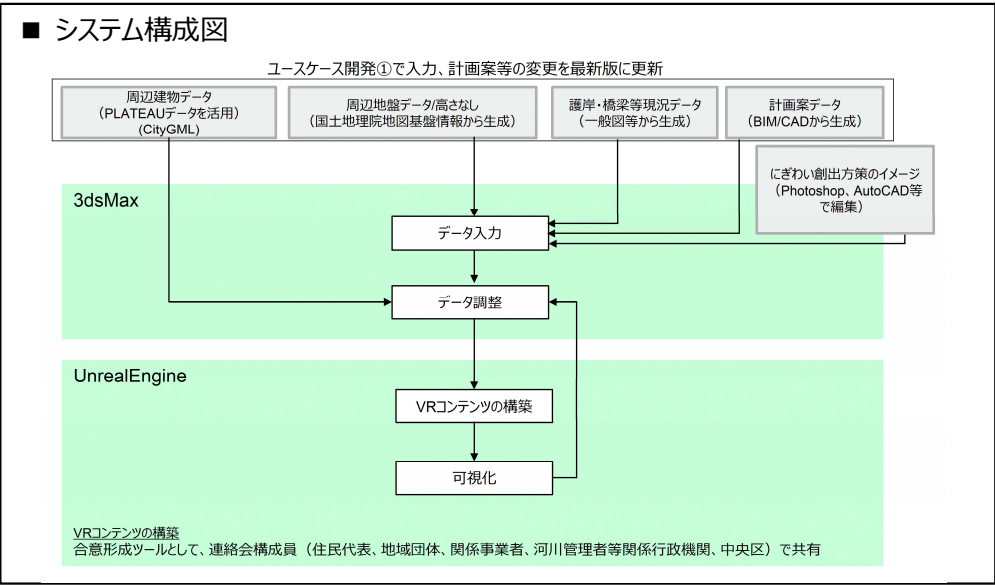 ■ システム構成図
ユースケース開発①で入力、計画案等の変更を最新版に更新
周辺建物データ
（PLATEAUデータを活用）
(CityGML)
周辺地盤データ/高さなし
（国土地理院地図基盤情報から生成）
護岸・橋梁等現況データ
（一般図等から生成）
計画案データ
（BIM/CADから生成）
にぎわい創出方策のイメージ
（Photoshop、AutoCAD等
で編集）
3dsMax
データ入力
データ調整
UnrealEngine
VRコンテンツの構築
可視化
VRコンテンツの構築
合意形成ツールとして、連絡会構成員（住民代表、地域団体、関係事業者、河川管理者等関係行政機関、中央区）で共有